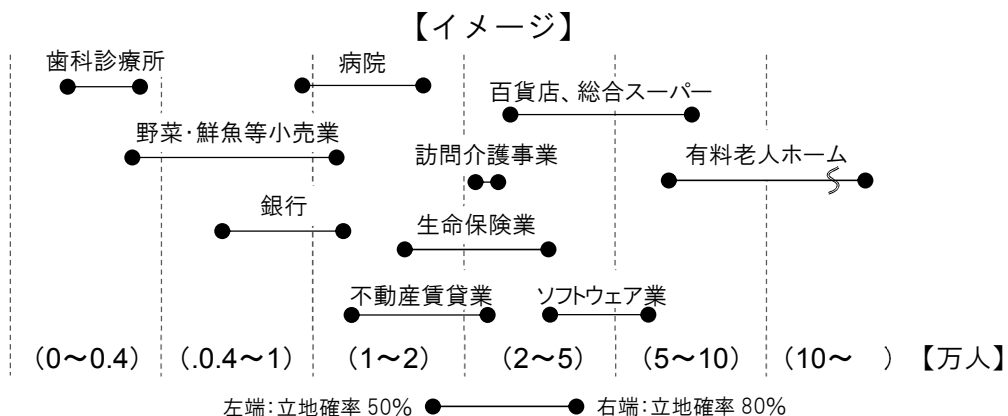 【イメージ】
歯科診療所
病院
百貨店、総合スーパー
野菜・鮮魚等小売業
訪問介護事業
有料老人ホーム
銀行
生命保険業
不動産賃貸業
ソフトウェア業
(0～0.4) (.0.4～1) (1～2) (2～5) (5～10) (10～　) 【万人】
左端：立地確率 50% 右端：立地確率 80%